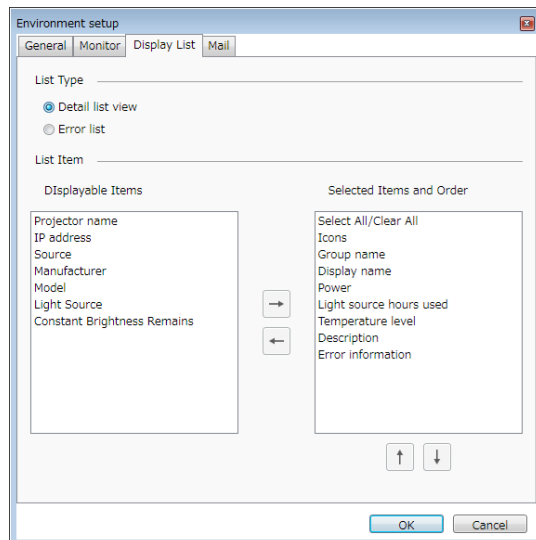 Environment setup
General Monitor Display List Mail
List Type
Detail list view
Error list
List Item
DIsplayable Items
Projector name
IP address
Source
Manufacturer
Model
Light Source
Constant Brightness Remains
Selected Items and Order
Select All/Clear All
Icons
Group name
Display name
Power
Light source hours used
Temperature level
Description
Error information
OK Cancel